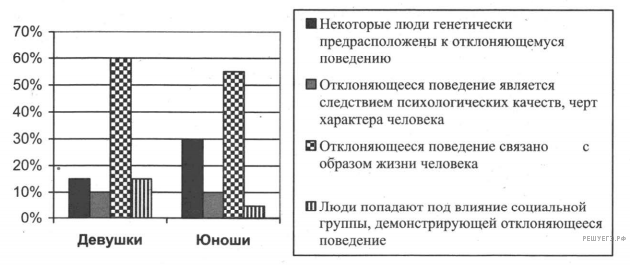 70%
60%
50%
40%
30%
20%
10%
0%
Девушки Юноши
Некоторые люди генетически
предрасположены к отклоняющемуся
поведению
Отклоняющееся поведение является
следствием психологических качеств, черт
характера человека
Отклоняющееся поведение связано с
образом жизни человека
Люди попадают под влияние социальной
группы, демонстрирующей отклоняющееся
поведение
РЕШУЕГЭ.РФ